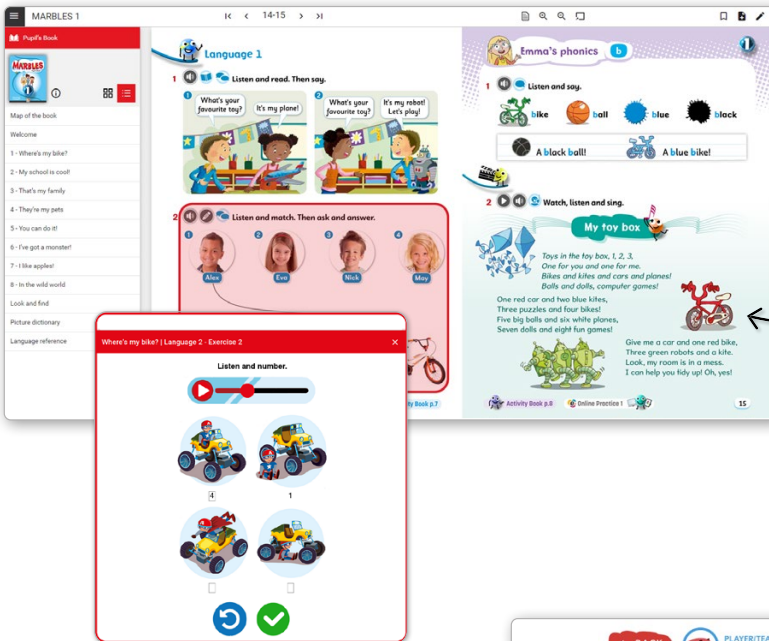 MARBLES 1
14-15
Pupil's Book
MARBLES
Map of the book
Welcome
1 - Where's my bike?
2 - My school is cool!
3 - That's my family
4 - They're my pets
5 - You can do it!
6 - I've got a monster!
7 - I like apples!
8 - In the wild world
Look and find
Picture dictionary
Language reference
Language 1
1 Listen and read. Then say.
1
What's your
favourite toy?
It's my plane!
2
What's your
favourite toy?
It's my robot!
Let's play!
2 Listen and match. Then ask and answer.
1 2 3 4
Alex Eva Nick May
ity Book p.7
Emma's phonics b
1
1 Listen and say.
bike ball blue black
A black ball! A blue bike!
2 Watch, listen and sing.
My toy box
Toys in the toy box, 1, 2, 3,
One for you and one for me.
Bikes and kites and cars and planes!
Balls and dolls, computer games!
One red car and two blue kites,
Three puzzles and four bikes!
Five big balls and six white planes,
Seven dolls and eight fun games!
Give me a car and one red bike,
Three green robots and a kite.
Look, my room is in a mess.
I can help you tidy up! Oh, yes!
Activity Book p.8 Online Practice 1
15
Where's my bike? | Language 2 - Exercise 2
Listen and number.
4 1
PLAYER/TEA